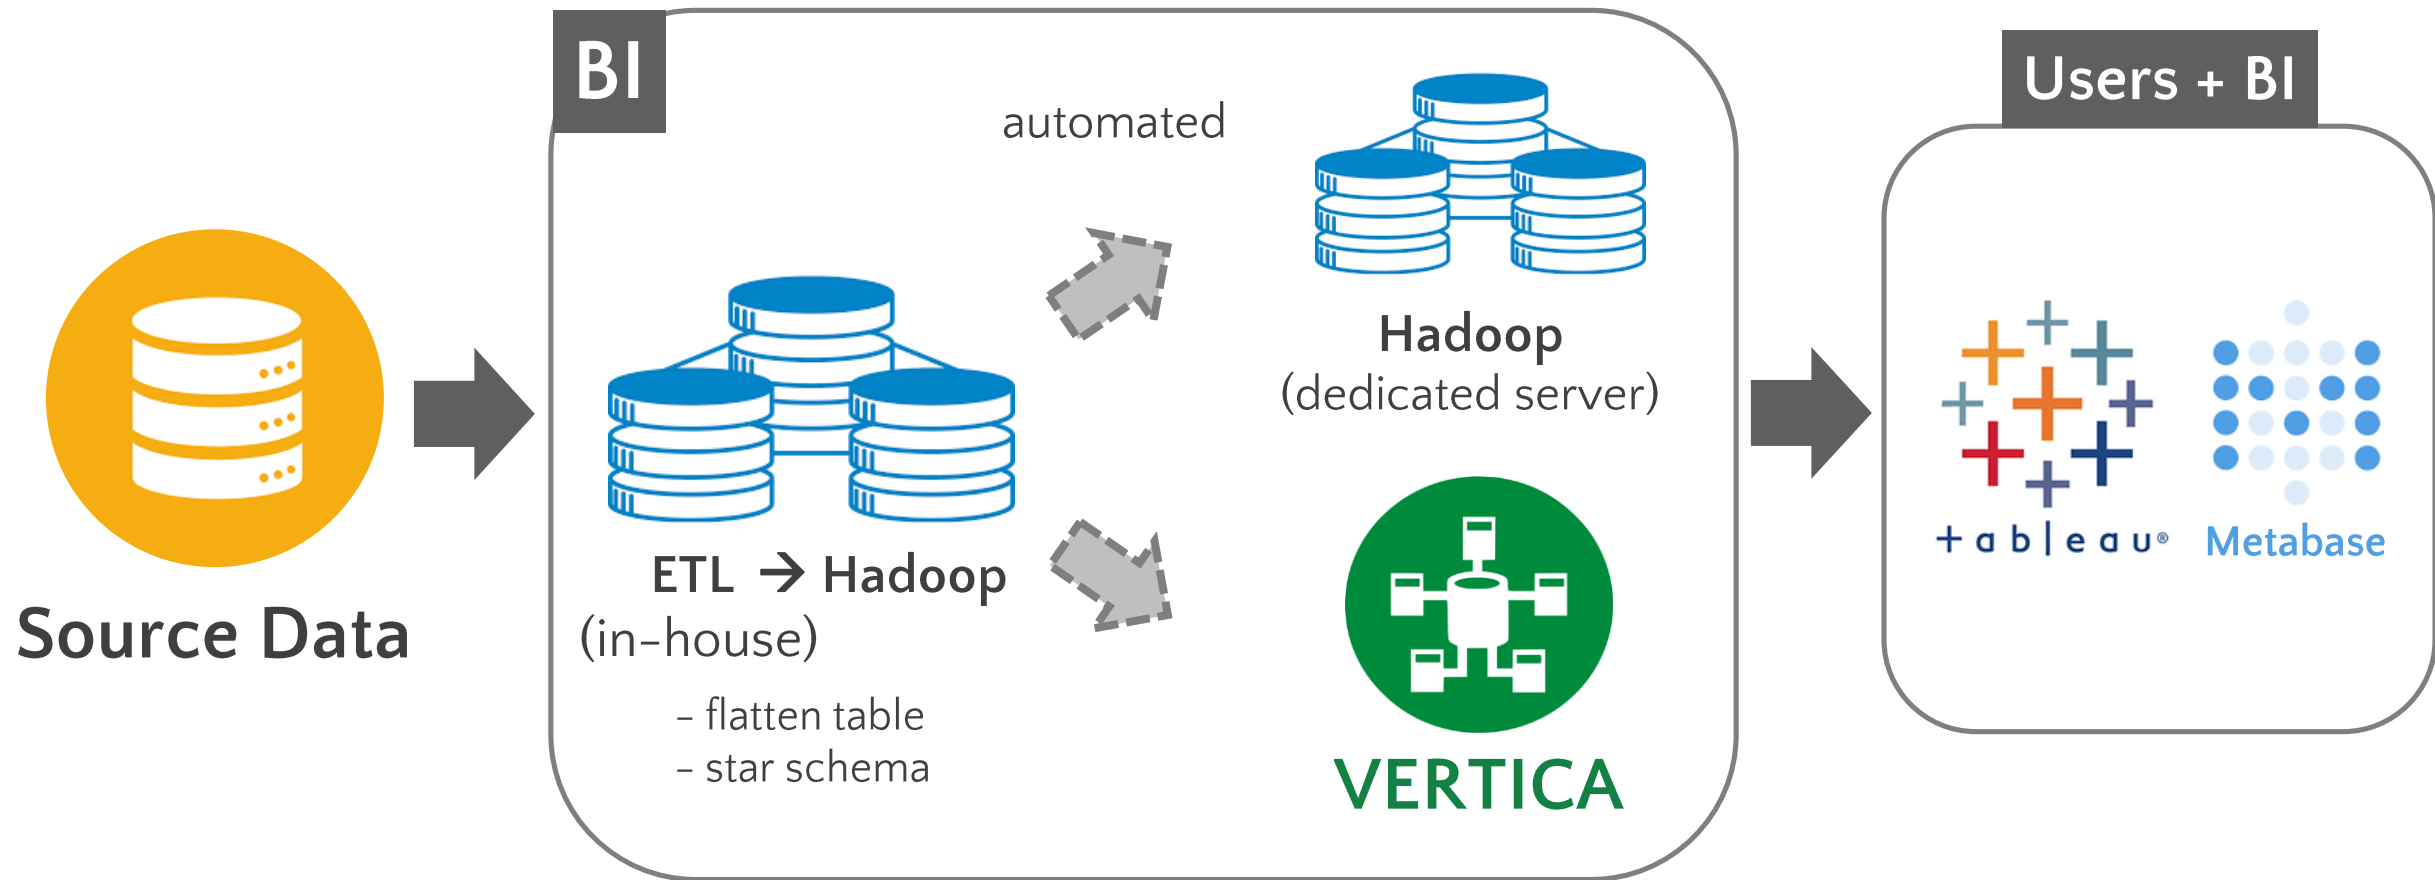 BI
Users + BI
automated
Hadoop
(dedicated server)
ETL → Hadoop
(in-house)
- flatten table
- star schema
Source Data
VERTICA
+ableau®
Metabase